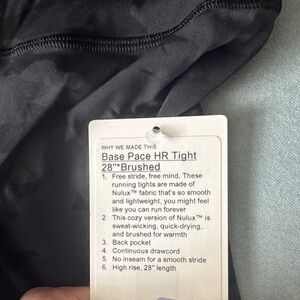 WHY WE MADE THIS
Base Pace HR Tight
28"*Brushed
1. Free stride, free mind. These
running tights are made of
Nulux™ fabric that's so smooth
and lightweight, you might feel
like you can run forever
2. This cozy version of Nulux™ is
sweat-wicking, quick-drying,
and brushed for warmth
3. Back pocket
4. Continuous drawcord
5. No inseam for a smooth stride
6. High rise, 28" length